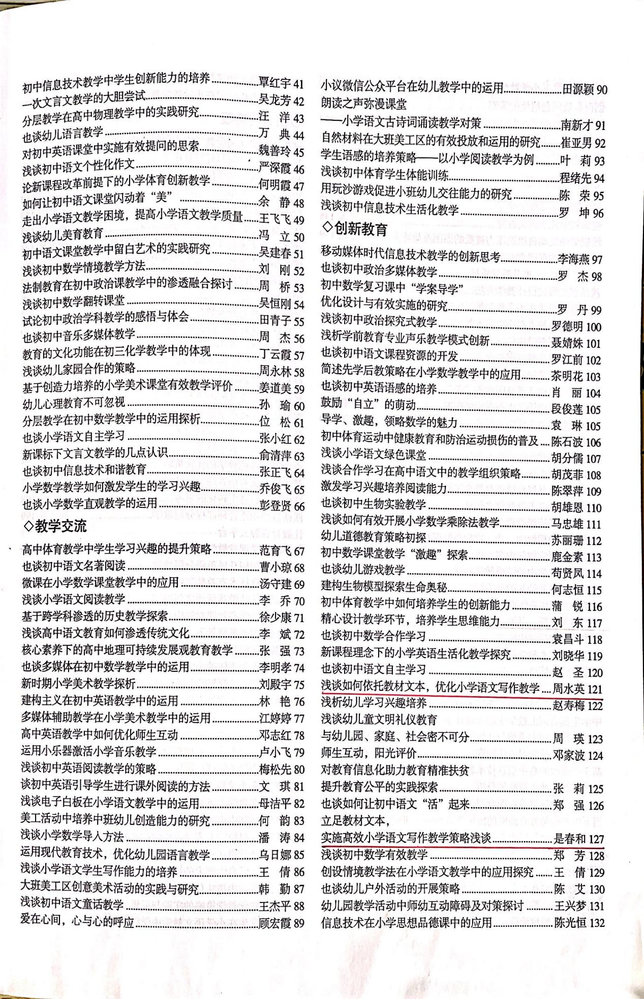 初中信息技术教学中学生创新能力的培养............覃红宇 41
一次文言文教学的大胆尝试............吴龙芳 42
分层教学在高中物理教学中的实践研究............汪　洋 43
也谈幼儿语言教学............万　典 44
对初中英语课堂中实施有效提问的思索............魏善玲 45
浅谈初中语文个性化作文............严深霞 46
论新课程改革前提下的小学体育创新教学............何明霞 47
如何让初中语文课堂闪动着“美”............余　静 48
走出小学语文教学困境，提高小学语文教学质量......王飞飞 49
浅谈幼儿美育教育............冯　立 50
初中语文课堂教学中留白艺术的实践研究............吴建春 51
浅谈初中数学情境教学方法............刘　刚 52
法制教育在初中政治课教学中的渗透融合探讨.........周　桥 53
浅谈初中数学翻转课堂............吴恒刚 54
试论初中政治学科教学的感悟与体会............田青子 55
也谈初中音乐多媒体教学............周　杰 56
教育的文化功能在初三化学教学中的体现............丁云霞 57
浅谈幼儿家园合作的策略............周永林 58
基于创造力培养的小学美术课堂有效教学评价.........姜道美 59
幼儿心理教育不可忽视............孙　瑜 60
分层教学在初中数学教学中的运用探析............位　松 61
也谈小学语文自主学习............张小红 62
新课标下文言文教学的几点认识............俞清萍 63
也谈初中信息技术和谐教育............张正飞 64
小学数学教学如何激发学生的学习兴趣............乔俊飞 65
也谈小学数学直观教学的运用............彭登贤 66
◇教学交流
高中体育教学中学生学习兴趣的提升策略............范育飞 67
也谈初中语文名著阅读............曹小琼 68
微课在小学数学课堂教学中的应用............汤守建 69
浅谈小学语文阅读教学............李　乔 70
基于跨学科渗透的历史教学探索............徐少康 71
浅谈高中语文教育如何渗透传统文化............李　斌 72
核心素养下的高中地理可持续发展观教育教学.........张　强 73
也谈多媒体在初中数学教学中的运用............李明孝 74
新时期小学美术教学探析............刘殿宇 75
建构主义在初中英语教学中的运用............林　艳 76
多媒体辅助教学在小学美术教学中的运用............江婷婷 77
高中英语教学中如何优化师生互动............邓志红 78
运用小乐器激活小学音乐教学............卢小飞 79
浅谈初中英语阅读教学的策略............梅松先 80
谈初中英语引导学生进行课外阅读的方法............文　琪 81
浅谈电子白板在小学语文教学中的运用............母洁平 82
美工活动中培养中班幼儿创造能力的研究............何　韵 83
浅谈小学数学导入方法............潘　涛 84
运用现代教育技术，优化幼儿园语言教学............乌日娜 85
浅谈小学语文学生写作能力的培养............王　倩 86
大班美工区创意美术活动的实践与研究............韩　勤 87
浅谈初中语文童话教学............王杰平 88
爱在心间，心与心的呼应............顾宏霞 89
小议微信公众平台在幼儿教学中的运用............田源颖 90
朗读之声弥漫课堂
——小学语文古诗词诵读教学对策............南新才 91
自然材料在大班美工区的有效投放和运用的研究......崔亚男 92
学生语感的培养策略——以小学阅读教学为例.........叶　莉 93
浅谈初中体育学生体能训练............程绪先 94
用玩沙游戏促进小班幼儿交往能力的研究............陈　荣 95
浅谈初中信息技术生活化教学............罗　坤 96
◇创新教育
移动媒体时代信息技术教学的创新思考............李海燕 97
也谈初中政治多媒体教学............罗　杰 98
初中数学复习课中“学案导学”
优化设计与有效实施的研究............罗　丹 99
浅谈初中政治探究式教学............罗德明 100
浅析学前教育专业声乐教学模式创新............聂婧姝 101
也谈初中语文课程资源的开发............罗江前 102
简述先学后教策略在小学数学教学中的应用.........茶明花 103
也谈初中英语语感的培养............肖　丽 104
鼓励“自立”的萌动............段俊莲 105
导学、激趣，领略数学的魅力............袁　琳 105
初中体育运动中健康教育和防治运动损伤的普及....陈石波 106
浅谈小学语文绿色课堂............胡分儒 107
浅谈合作学习在高中语文中的教学组织策略.........胡茂菲 108
激发学习兴趣培养阅读能力............陈翠萍 109
也谈初中生物实验教学............胡雄恩 110
浅谈如何有效开展小学数学乘除法教学............马忠雄 111
幼儿道德教育策略初探............苏丽珊 112
初中数学课堂教学“激趣”探索............鹿金素 113
也谈幼儿游戏教学............苟贤凤 114
建构生物模型探索生命奥秘............何志恒 115
初中体育教学中如何培养学生的创新能力............蒲　锐 116
精心设计教学环节，培养学生思维能力............刘　东 117
也谈初中数学合作学习............袁昌斗 118
新课程理念下的小学英语生活化教学探究............刘晓华 119
也谈初中语文自主学习............赵　圣 120
浅谈如何依托教材文本，优化小学语文写作教学....周水英 121
浅析幼儿学习兴趣培养............赵寿梅 122
浅谈幼儿童文明礼仪教育
与幼儿园、家庭、社会密不可分............周　瑛 123
师生互动，阳光评价............邓家波 124
对教育信息化助力教育精准扶贫
提升教育公平的实践探索............张　莉 125
也谈如何让初中语文“活”起来............郑　强 126
立足教材文本，
实施高效小学语文写作教学策略浅谈............是春和 127
浅谈初中数学有效教学............郑　芳 128
创设情境教学法在小学语文教学中的应用探究......王　倩 129
也谈幼儿户外活动的开展策略............陈　艾 130
幼儿园教学活动中师幼互动障碍及对策探讨.........王兴梦 131
信息技术在小学思想品德课中的应用............陈光恒 132